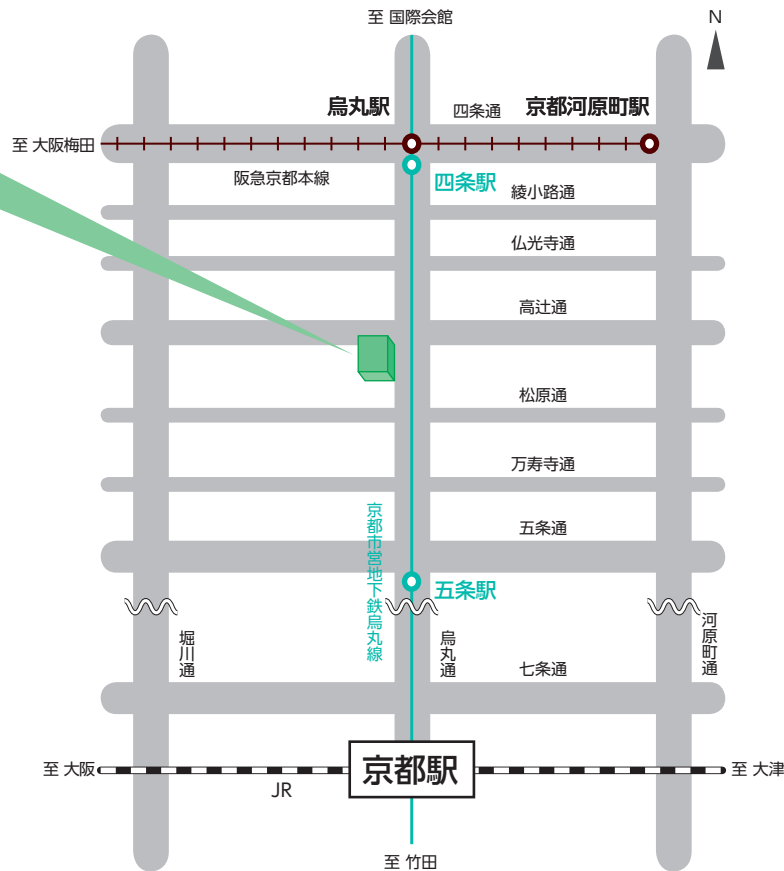 至 国際会館
N
烏丸駅
四条通
京都河原町駅
至 大阪梅田
阪急京都本線
四条駅
綾小路通
仏光寺通
高辻通
松原通
万寿寺通
京都市営地下鉄烏丸線
五条通
五条駅
堀川通
烏丸通
河原町通
七条通
至 大阪
京都駅
至 大津
JR
至 竹田